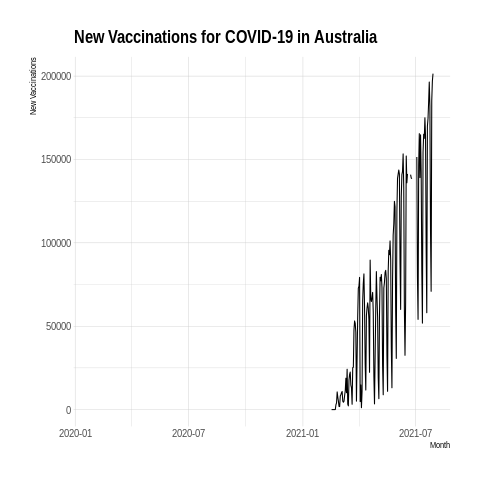 New Vaccinations for COVID-19 in Australia
New Vaccinations
200000
150000
100000
50000
0
2020-01 2020-07 2021-01 2021-07
Month